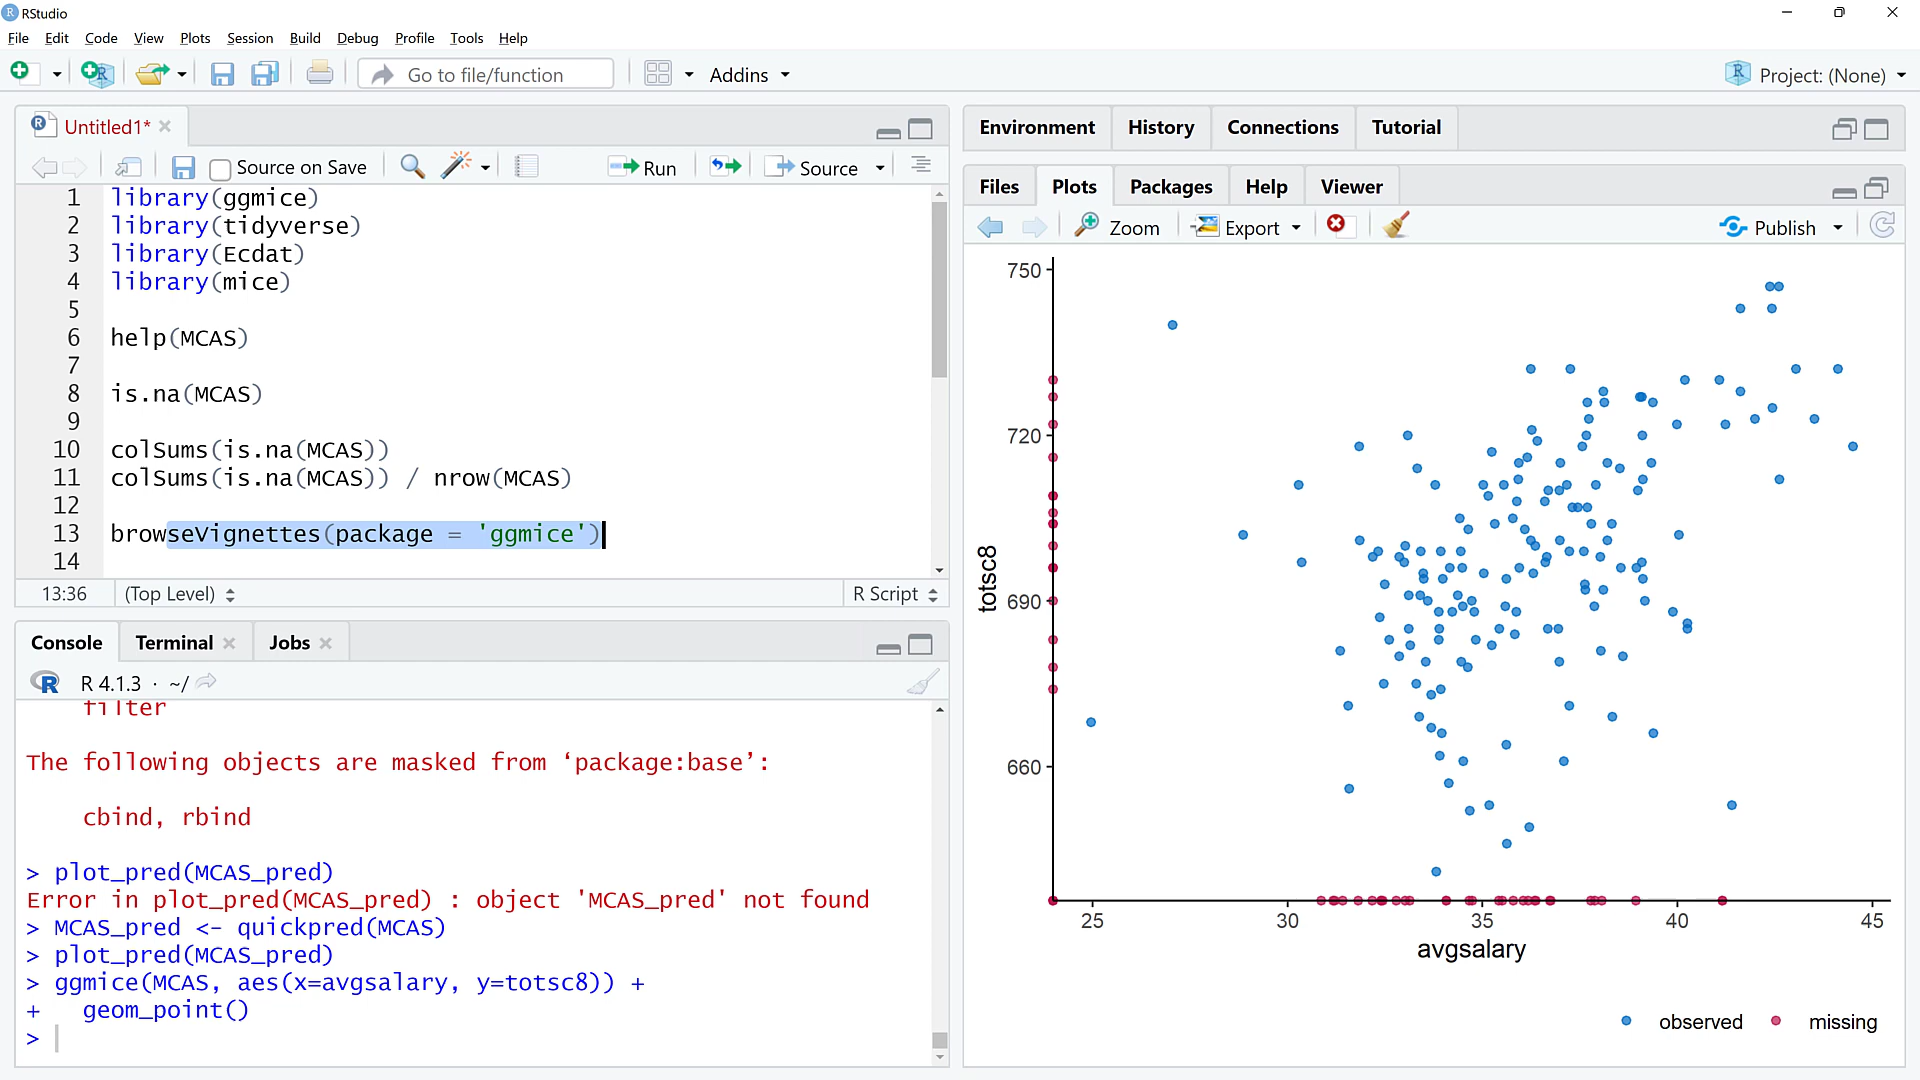 RStudio
File Edit Code View Plots Session Build Debug Profile Tools Help
Go to file/function Addins Project: (None)
Untitled1*
Source on Save Run Source
1 library(ggmice)
2 library(tidyverse)
3 library(Ecdat)
4 library(mice)
5
6 help(MCAS)
7
8 is.na(MCAS)
9
10 colSums(is.na(MCAS))
11 colSums(is.na(MCAS)) / nrow(MCAS)
12
13 browseVignettes(package = 'ggmice')
14
13:36 (Top Level) R Script
Console Terminal Jobs
R R 4.1.3 · ~/
filter
The following objects are masked from ‘package:base’:
cbind, rbind
> plot_pred(MCAS_pred)
Error in plot_pred(MCAS_pred) : object 'MCAS_pred' not found
> MCAS_pred <- quickpred(MCAS)
> plot_pred(MCAS_pred)
> ggmice(MCAS, aes(x=avgsalary, y=totsc8)) +
+ geom_point()
>
Environment History Connections Tutorial
Files Plots Packages Help Viewer
Zoom Export Publish
750
720
690
660
totsc8
25 30 35 40 45
avgsalary
observed missing